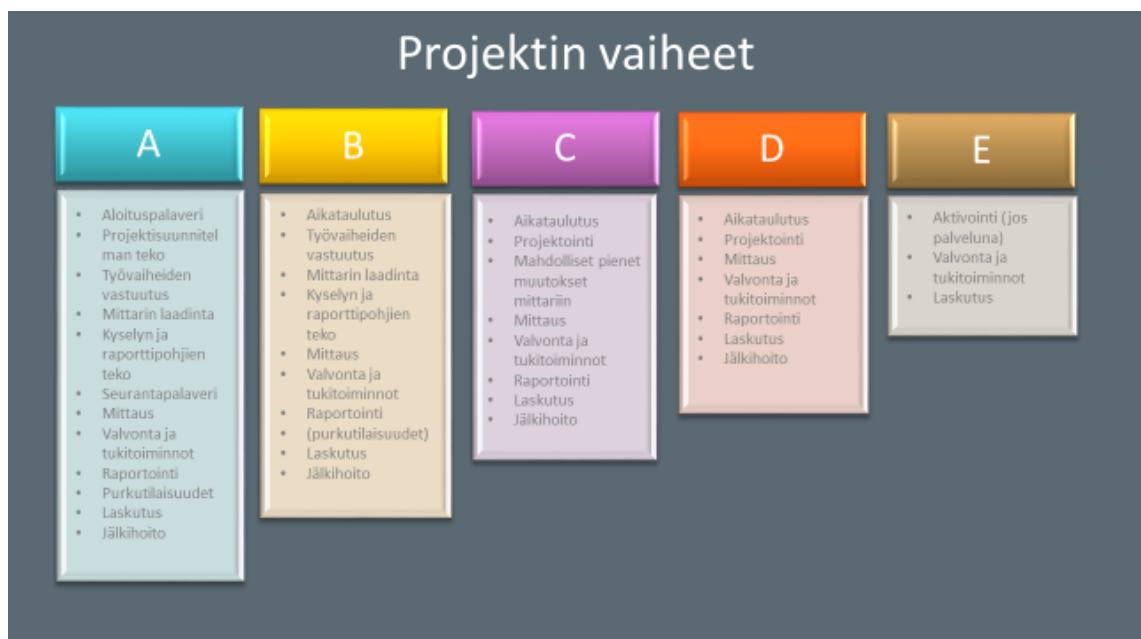 Projektin vaiheet
A
• Aloituspalaveri
• Projektisuunnitel
man teko
• Työvaiheiden
vastuutus
• Mittarin laadinta
• Kyselyn ja
raporttipohjien
teko
• Seurantapalaveri
• Mittaus
• Valvonta ja
tukitoiminnot
• Raportointi
• Purkutilaisuudet
• Laskutus
• Jälkihoito
B
• Aikataulutus
• Työvaiheiden
vastuutus
• Mittarin laadinta
• Kyselyn ja
raporttipohjien
teko
• Mittaus
• Valvonta ja
tukitoiminnot
• Raportointi
• (purkutilaisuudet)
• Laskutus
• Jälkihoito
C
• Aikataulutus
• Projektointi
• Mahdolliset pienet
muutokset
mittariin
• Mittaus
• Valvonta ja
tukitoiminnot
• Raportointi
• Laskutus
• Jälkihoito
D
• Aikataulutus
• Projektointi
• Mittaus
• Valvonta ja
tukitoiminnot
• Raportointi
• Laskutus
• Jälkihoito
E
• Aktivointi (jos
palveluna)
• Valvonta ja
tukitoiminnot
• Laskutus